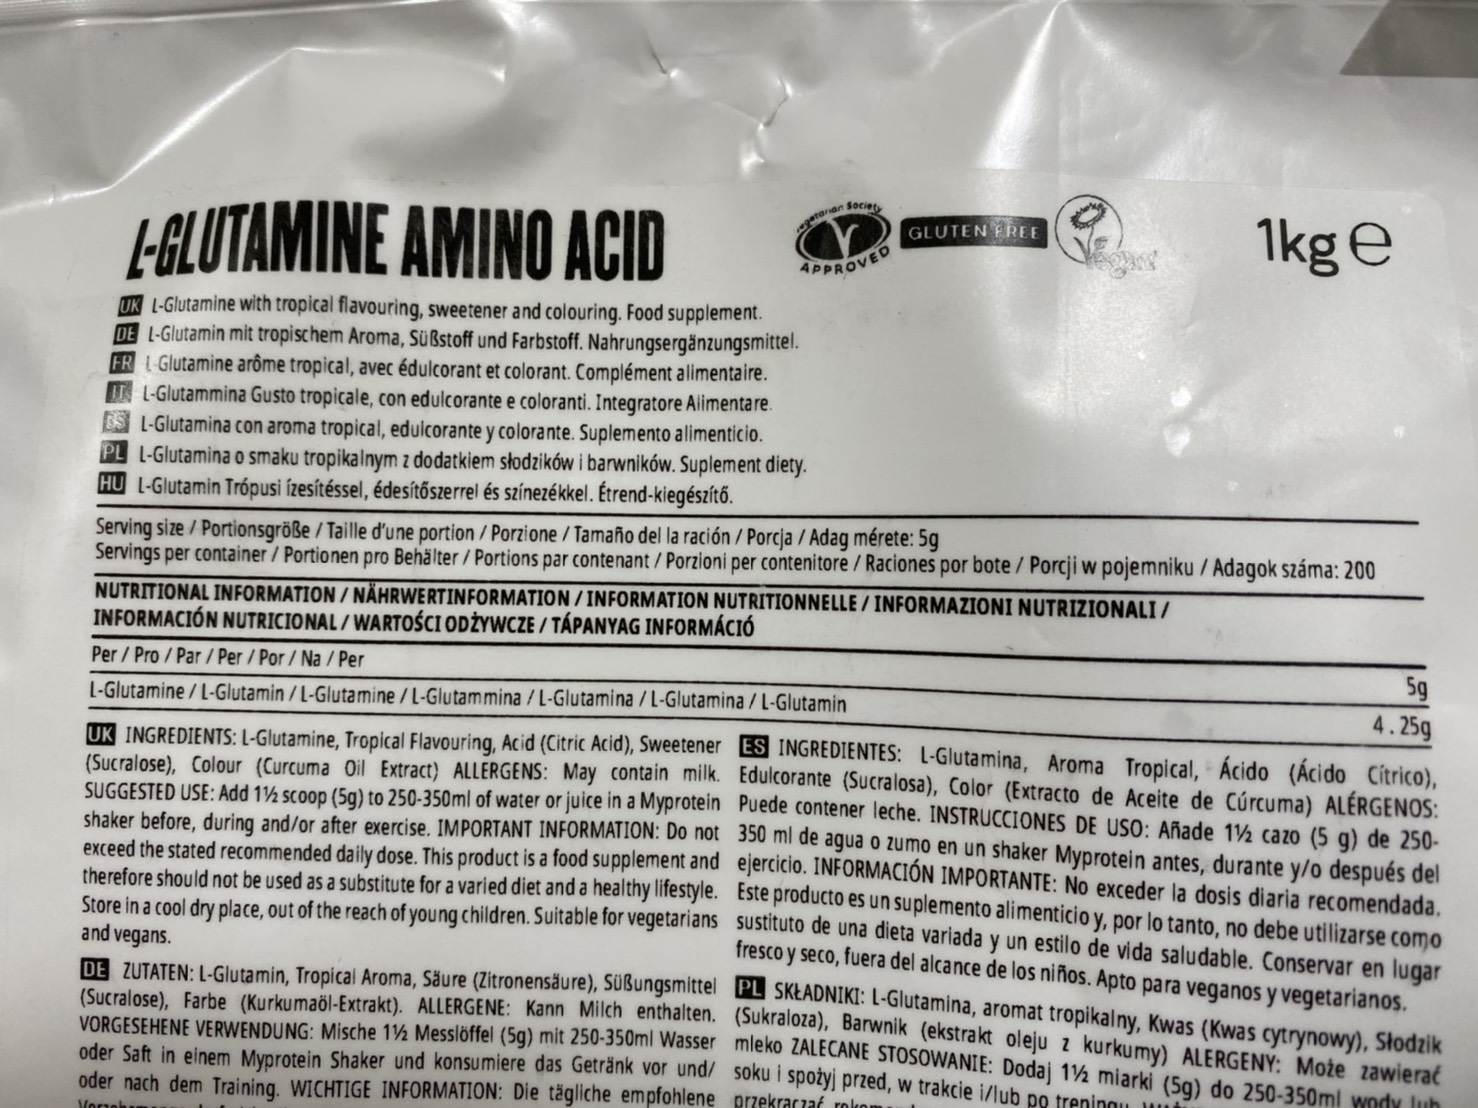 L-GLUTAMINE AMINO ACID
Vegetarian Society
APPROVED
GLUTEN FREE
Vegan
1kg ℮
UK L-Glutamine with tropical flavouring, sweetener and colouring. Food supplement.
DE L-Glutamin mit tropischem Aroma, Süßstoff und Farbstoff. Nahrungsergänzungsmittel.
FR L-Glutamine arôme tropical, avec édulcorant et colorant. Complément alimentaire.
IT L-Glutammina Gusto tropicale, con edulcorante e coloranti. Integratore Alimentare.
ES L-Glutamina con aroma tropical, edulcorante y colorante. Suplemento alimenticio.
PL L-Glutamina o smaku tropikalnym z dodatkiem słodzików i barwników. Suplement diety.
HU L-Glutamin Trópusi ízesítéssel, édesítőszerrel és színezékkel. Étrend-kiegészítő.
Serving size / Portionsgröße / Taille d'une portion / Porzione / Tamaño del la ración / Porcja / Adag mérete: 5g
Servings per container / Portionen pro Behälter / Portions par contenant / Porzioni per contenitore / Raciones por bote / Porcji w pojemniku / Adagok száma: 200
NUTRITIONAL INFORMATION / NÄHRWERTINFORMATION / INFORMATION NUTRITIONNELLE / INFORMAZIONI NUTRIZIONALI /
INFORMACIÓN NUTRICIONAL / WARTOŚCI ODŻYWCZE / TÁPANYAG INFORMÁCIÓ
Per / Pro / Par / Per / Por / Na / Per 5g
L-Glutamine / L-Glutamin / L-Glutamine / L-Glutammina / L-Glutamina / L-Glutamina / L-Glutamin 4.25g
UK INGREDIENTS: L-Glutamine, Tropical Flavouring, Acid (Citric Acid), Sweetener
(Sucralose), Colour (Curcuma Oil Extract) ALLERGENS: May contain milk.
SUGGESTED USE: Add 1½ scoop (5g) to 250-350ml of water or juice in a Myprotein
shaker before, during and/or after exercise. IMPORTANT INFORMATION: Do not
exceed the stated recommended daily dose. This product is a food supplement and
therefore should not be used as a substitute for a varied diet and a healthy lifestyle.
Store in a cool dry place, out of the reach of young children. Suitable for vegetarians
and vegans.
DE ZUTATEN: L-Glutamin, Tropical Aroma, Säure (Zitronensäure), Süßungsmittel
(Sucralose), Farbe (Kurkumaöl-Extrakt). ALLERGENE: Kann Milch enthalten.
VORGESEHENE VERWENDUNG: Mische 1½ Messlöffel (5g) mit 250-350ml Wasser
oder Saft in einem Myprotein Shaker und konsumiere das Getränk vor und/
oder nach dem Training. WICHTIGE INFORMATION: Die tägliche empfohlene
ES INGREDIENTES: L-Glutamina, Aroma Tropical, Ácido (Ácido Cítrico),
Edulcorante (Sucralosa), Color (Extracto de Aceite de Cúrcuma) ALÉRGENOS:
Puede contener leche. INSTRUCCIONES DE USO: Añade 1½ cazo (5 g) de 250-
350 ml de agua o zumo en un shaker Myprotein antes, durante y/o después del
ejercicio. INFORMACIÓN IMPORTANTE: No exceder la dosis diaria recomendada.
Este producto es un suplemento alimenticio y, por lo tanto, no debe utilizarse como
sustituto de una dieta variada y un estilo de vida saludable. Conservar en lugar
fresco y seco, fuera del alcance de los niños. Apto para veganos y vegetarianos.
PL SKŁADNIKI: L-Glutamina, aromat tropikalny, Kwas (Kwas cytrynowy), Słodzik
(Sukraloza), Barwnik (ekstrakt oleju z kurkumy) ALERGENY: Może zawierać
mleko ZALECANE STOSOWANIE: Dodaj 1½ miarki (5g) do 250-350ml wody lub
soku i spożyj przed, w trakcie i/lub po treningu.